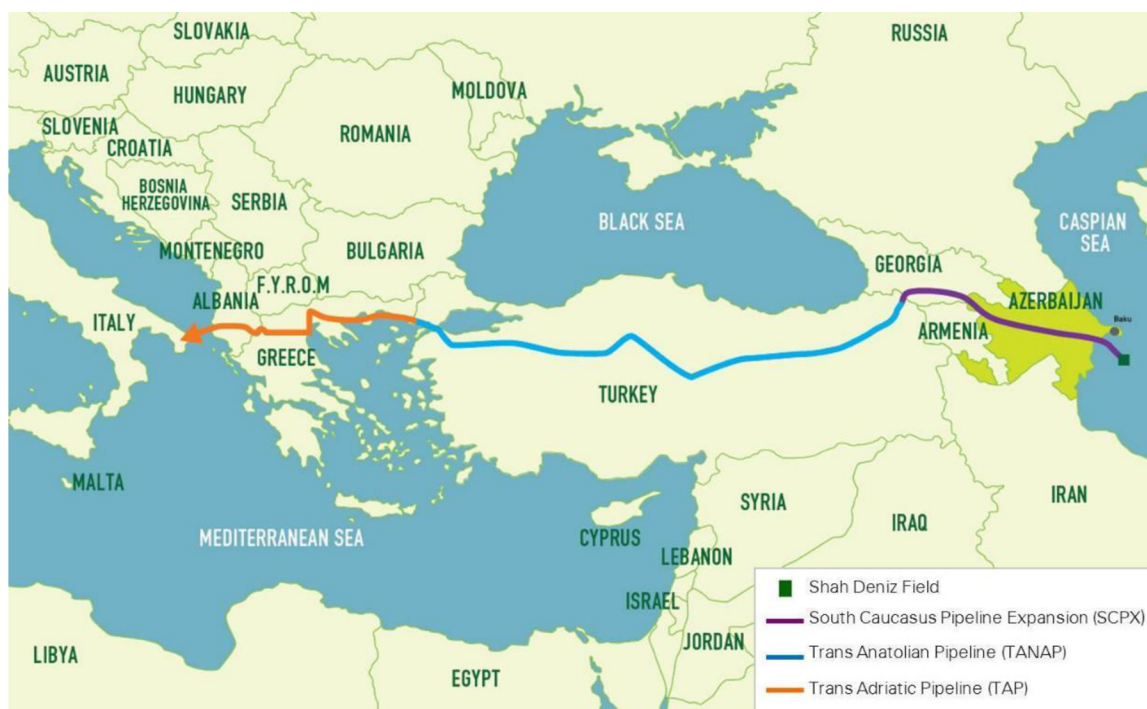 SLOVAKIA
RUSSIA
AUSTRIA
HUNGARY
MOLDOVA
SLOVENIA
CROATIA
ROMANIA
BOSNIA
HERZEGOVINA
SERBIA
BLACK SEA
CASPIAN
SEA
MONTENEGRO
BULGARIA
GEORGIA
F.Y.R.O.M
ALBANIA
AZERBAIJAN
Baku
ITALY
ARMENIA
GREECE
TURKEY
MALTA
SYRIA
IRAN
IRAQ
MEDITERRANEAN SEA
CYPRUS
LEBANON
ISRAEL
JORDAN
LIBYA
EGYPT
Shah Deniz Field
South Caucasus Pipeline Expansion (SCPX)
Trans Anatolian Pipeline (TANAP)
Trans Adriatic Pipeline (TAP)